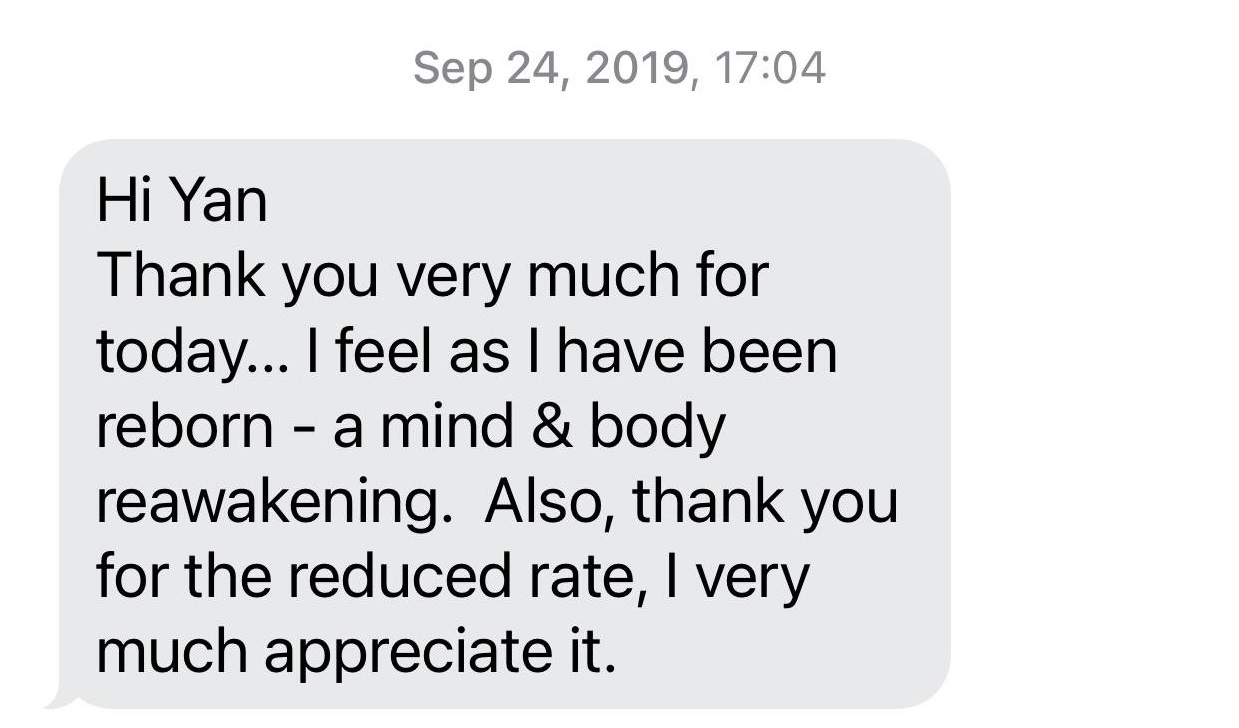 Sep 24, 2019, 17:04
Hi Yan
Thank you very much for
today... I feel as I have been
reborn - a mind & body
reawakening.  Also, thank you
for the reduced rate, I very
much appreciate it.